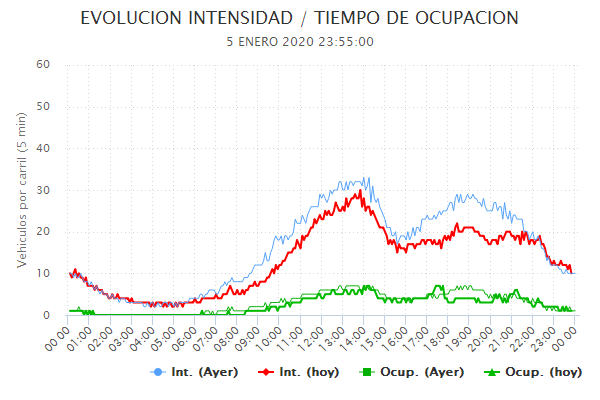 EVOLUCION INTENSIDAD / TIEMPO DE OCUPACION
5 ENERO 2020 23:55:00
Vehiculos por carril (5 min)
60
50
40
30
20
10
0
00:00 01:00 02:00 03:00 04:00 05:00 06:00 07:00 08:00 09:00 10:00 11:00 12:00 13:00 14:00 15:00 16:00 17:00 18:00 19:00 20:00 21:00 22:00 23:00 00:00
Int. (Ayer) Int. (hoy) Ocup. (Ayer) Ocup. (hoy)